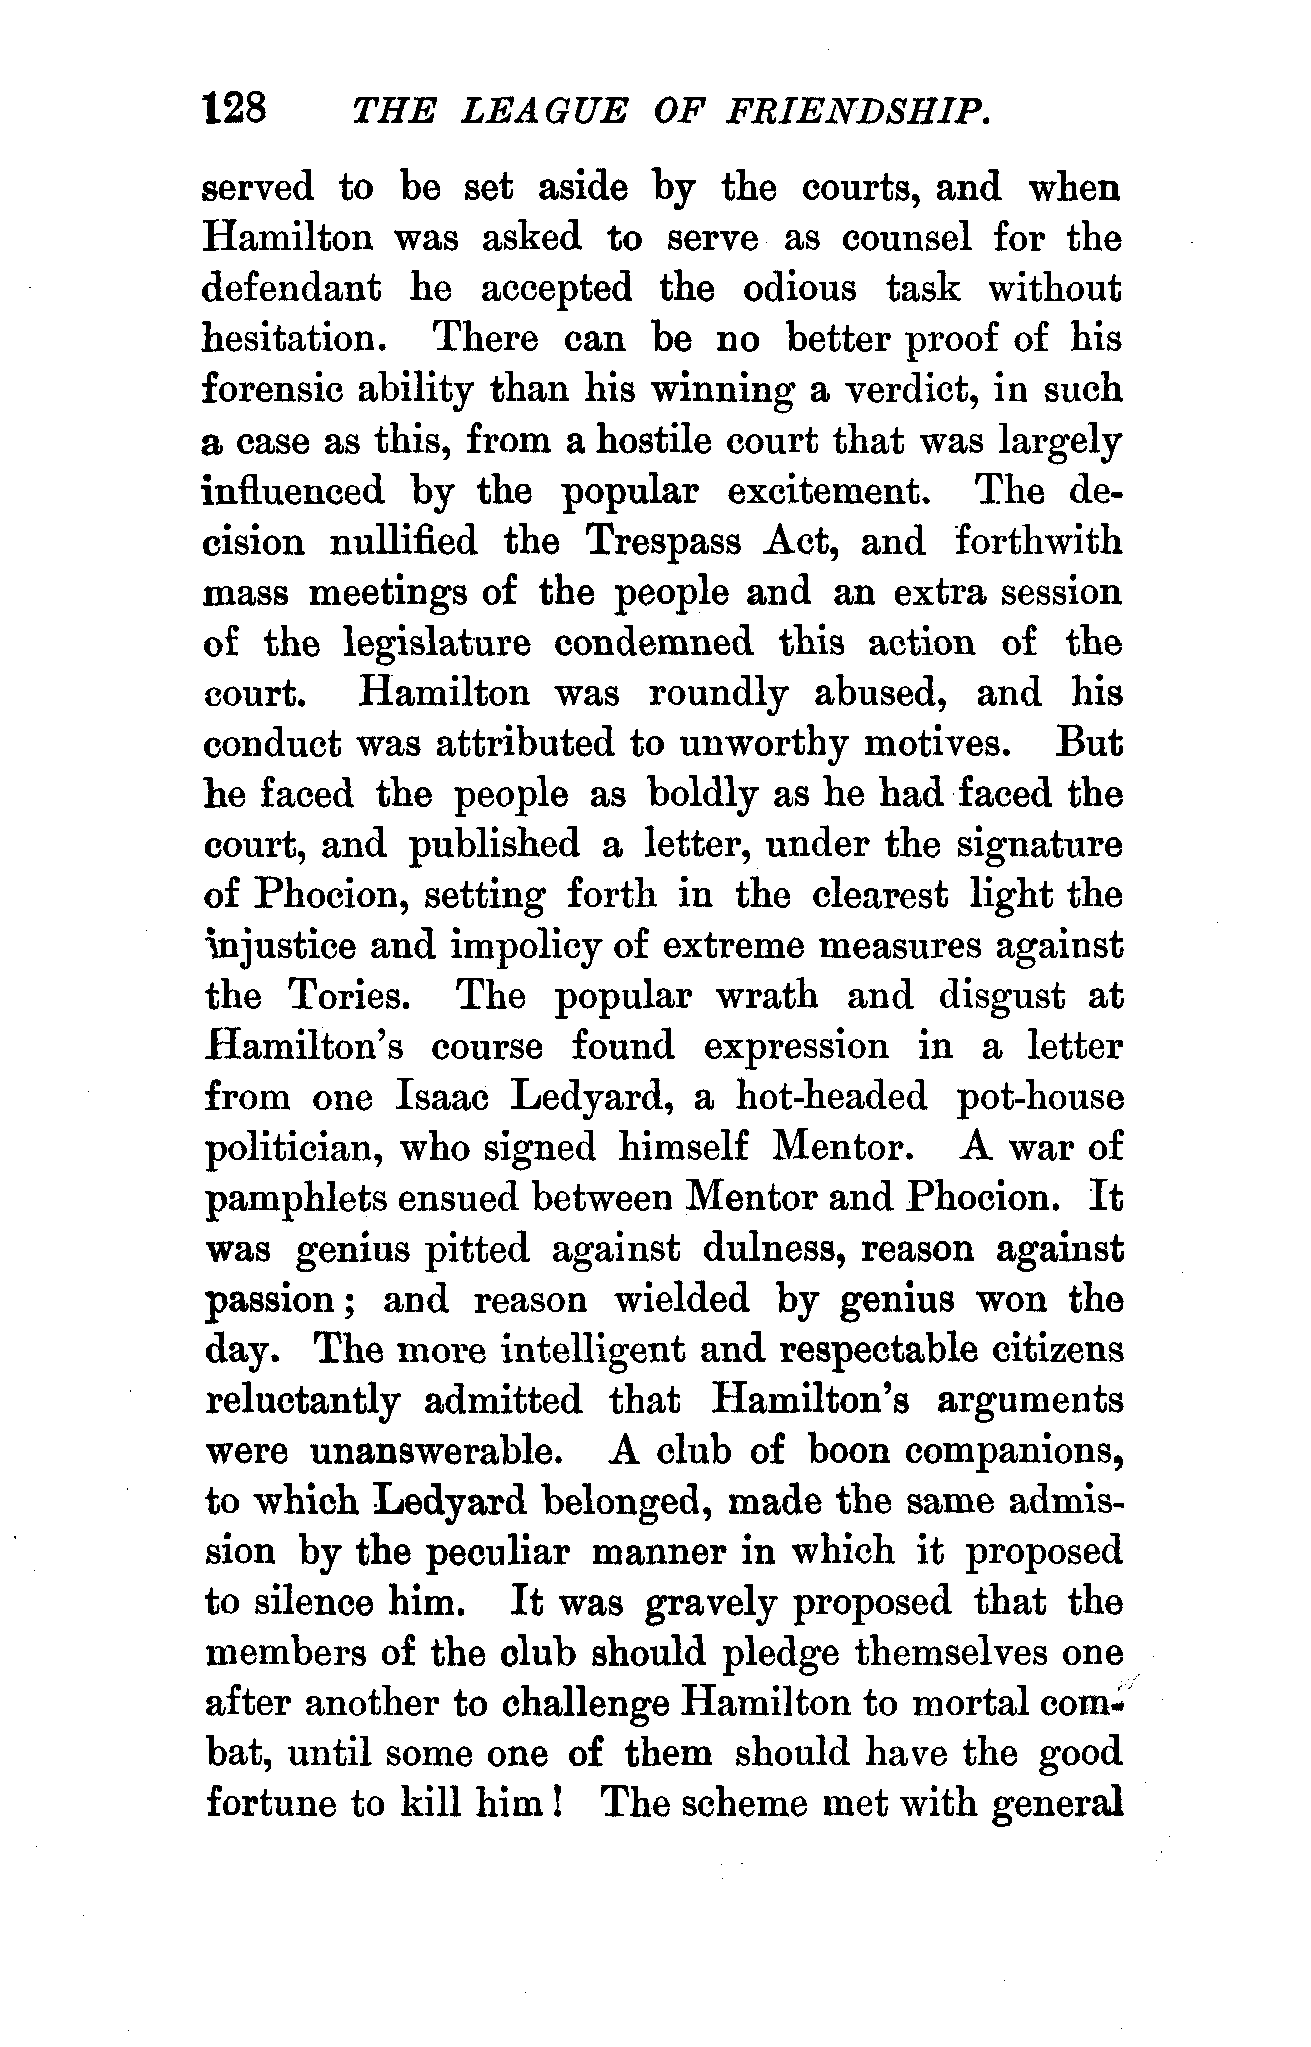 128 THE LEAGUE OF FRIENDSHIP.
served to be set aside by the courts, and when
Hamilton was asked to serve as counsel for the
defendant he accepted the odious task without
hesitation. There can be no better proof of his
forensic ability than his winning a verdict, in such
a case as this, from a hostile court that was largely
influenced by the popular excitement. The de-
cision nullified the Trespass Act, and forthwith
mass meetings of the people and an extra session
of the legislature condemned this action of the
court. Hamilton was roundly abused, and his
conduct was attributed to unworthy motives. But
he faced the people as boldly as he had faced the
court, and published a letter, under the signature
of Phocion, setting forth in the clearest light the
injustice and impolicy of extreme measures against
the Tories. The popular wrath and disgust at
Hamilton's course found expression in a letter
from one Isaac Ledyard, a hot-headed pot-house
politician, who signed himself Mentor. A war of
pamphlets ensued between Mentor and Phocion. It
was genius pitted against dulness, reason against
passion; and reason wielded by genius won the
day. The more intelligent and respectable citizens
reluctantly admitted that Hamilton's arguments
were unanswerable. A club of boon companions,
to which Ledyard belonged, made the same admis-
sion by the peculiar manner in which it proposed
to silence him. It was gravely proposed that the
members of the club should pledge themselves one
after another to challenge Hamilton to mortal com-
bat, until some one of them should have the good
fortune to kill him! The scheme met with general